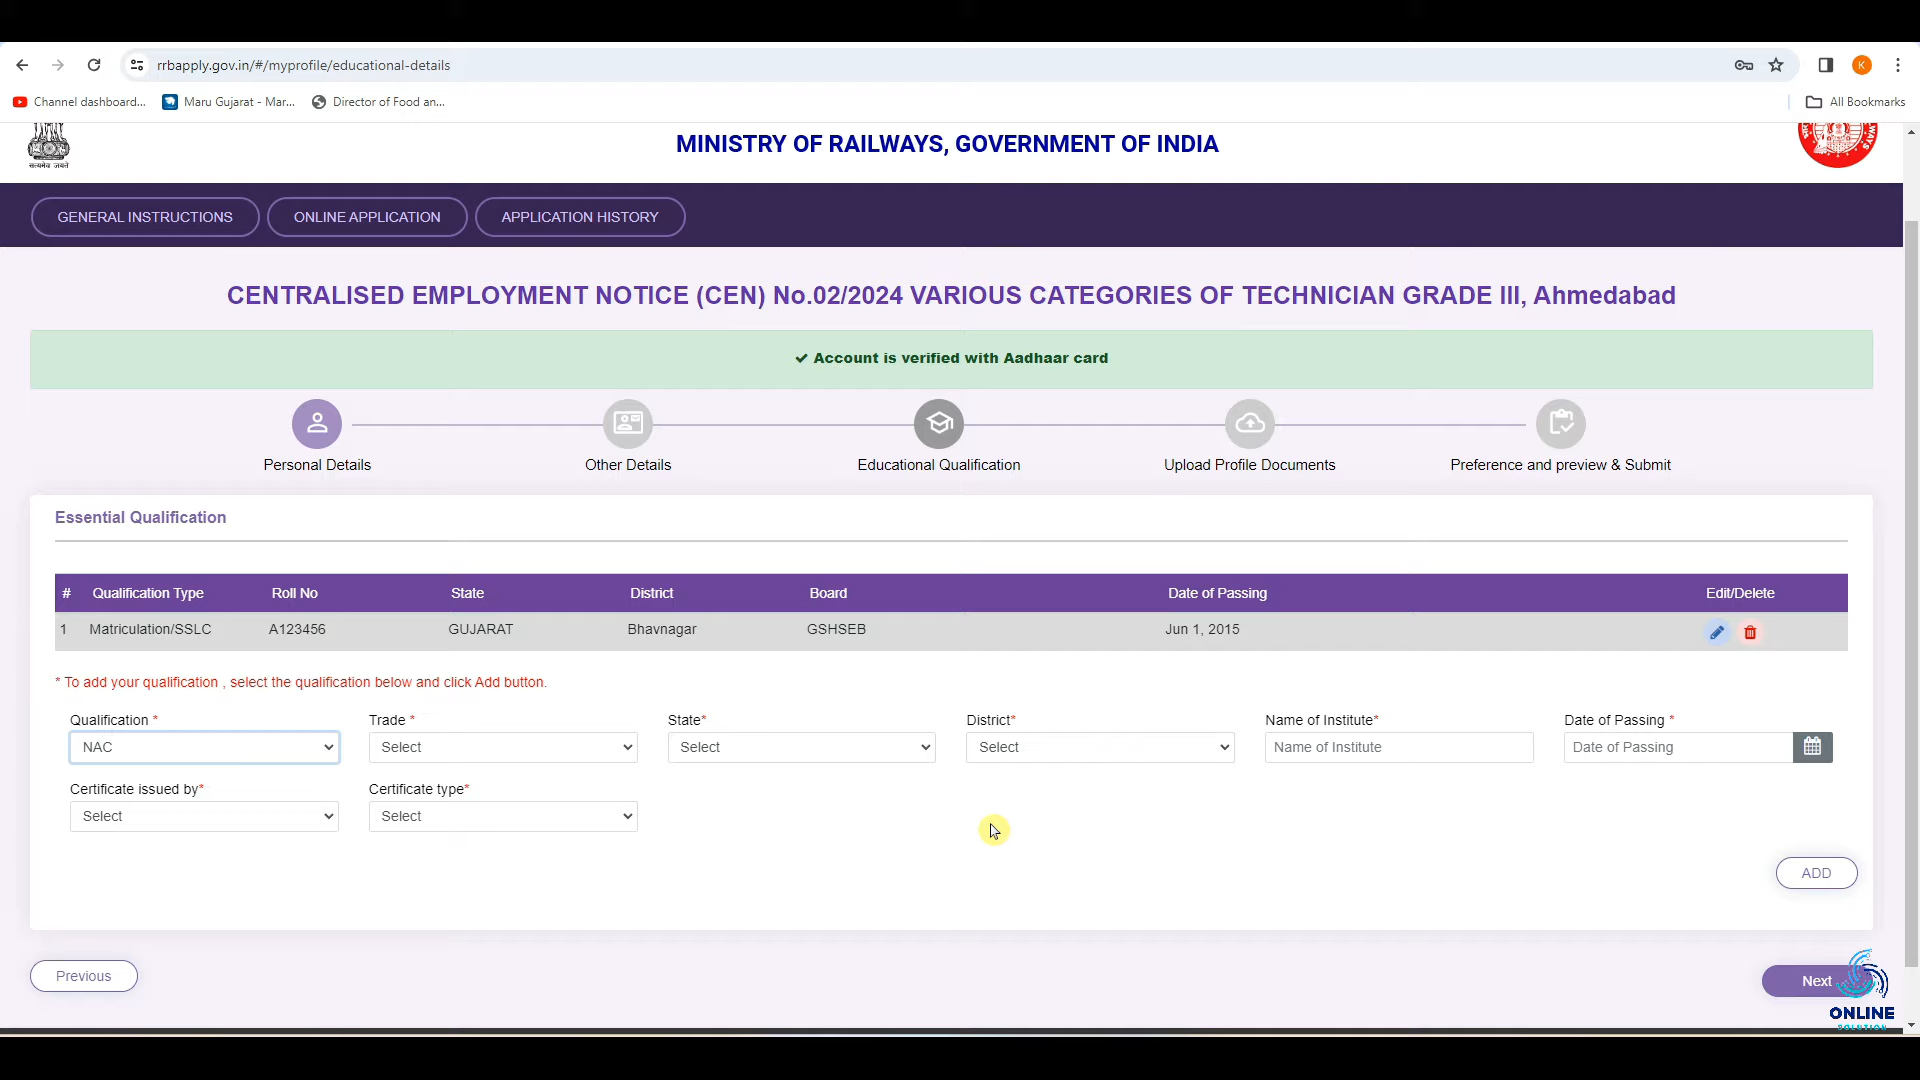 rrbapply.gov.in/#/myprofile/educational-details
K
Channel dashboard...
Maru Gujarat - Mar...
Director of Food an...
All Bookmarks
सत्यमेव जयते
MINISTRY OF RAILWAYS, GOVERNMENT OF INDIA
GENERAL INSTRUCTIONS
ONLINE APPLICATION
APPLICATION HISTORY
CENTRALISED EMPLOYMENT NOTICE (CEN) No.02/2024 VARIOUS CATEGORIES OF TECHNICIAN GRADE III, Ahmedabad
Account is verified with Aadhaar card
Personal Details
Other Details
Educational Qualification
Upload Profile Documents
Preference and preview & Submit
Essential Qualification
# Qualification Type Roll No State District Board Date of Passing Edit/Delete
1 Matriculation/SSLC A123456 GUJARAT Bhavnagar GSHSEB Jun 1, 2015
* To add your qualification , select the qualification below and click Add button.
Qualification * Trade * State* District* Name of Institute* Date of Passing *
NAC Select Select Select Name of Institute Date of Passing
Certificate issued by* Certificate type*
Select Select
ADD
Previous
Next
ONLINE
SOLUTION